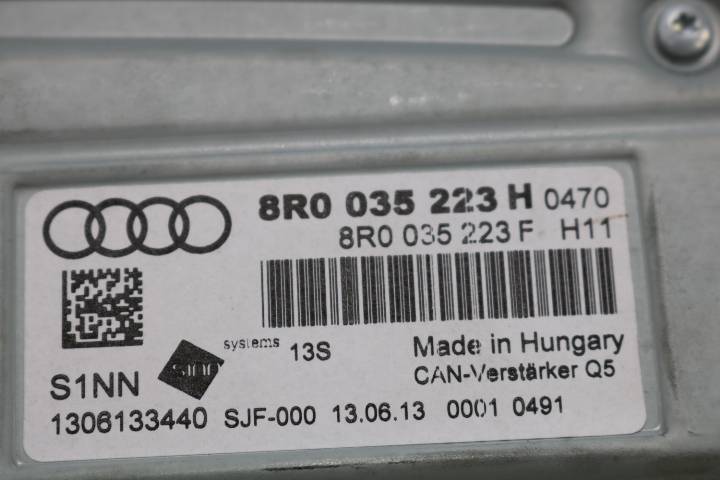 8R0 035 223 H 0470
8R0 035 223 F H11
systems 13S
Made in Hungary
S1NN
CAN-Verstärker Q5
1306133440 SJF-000 13.06.13 0001 0491